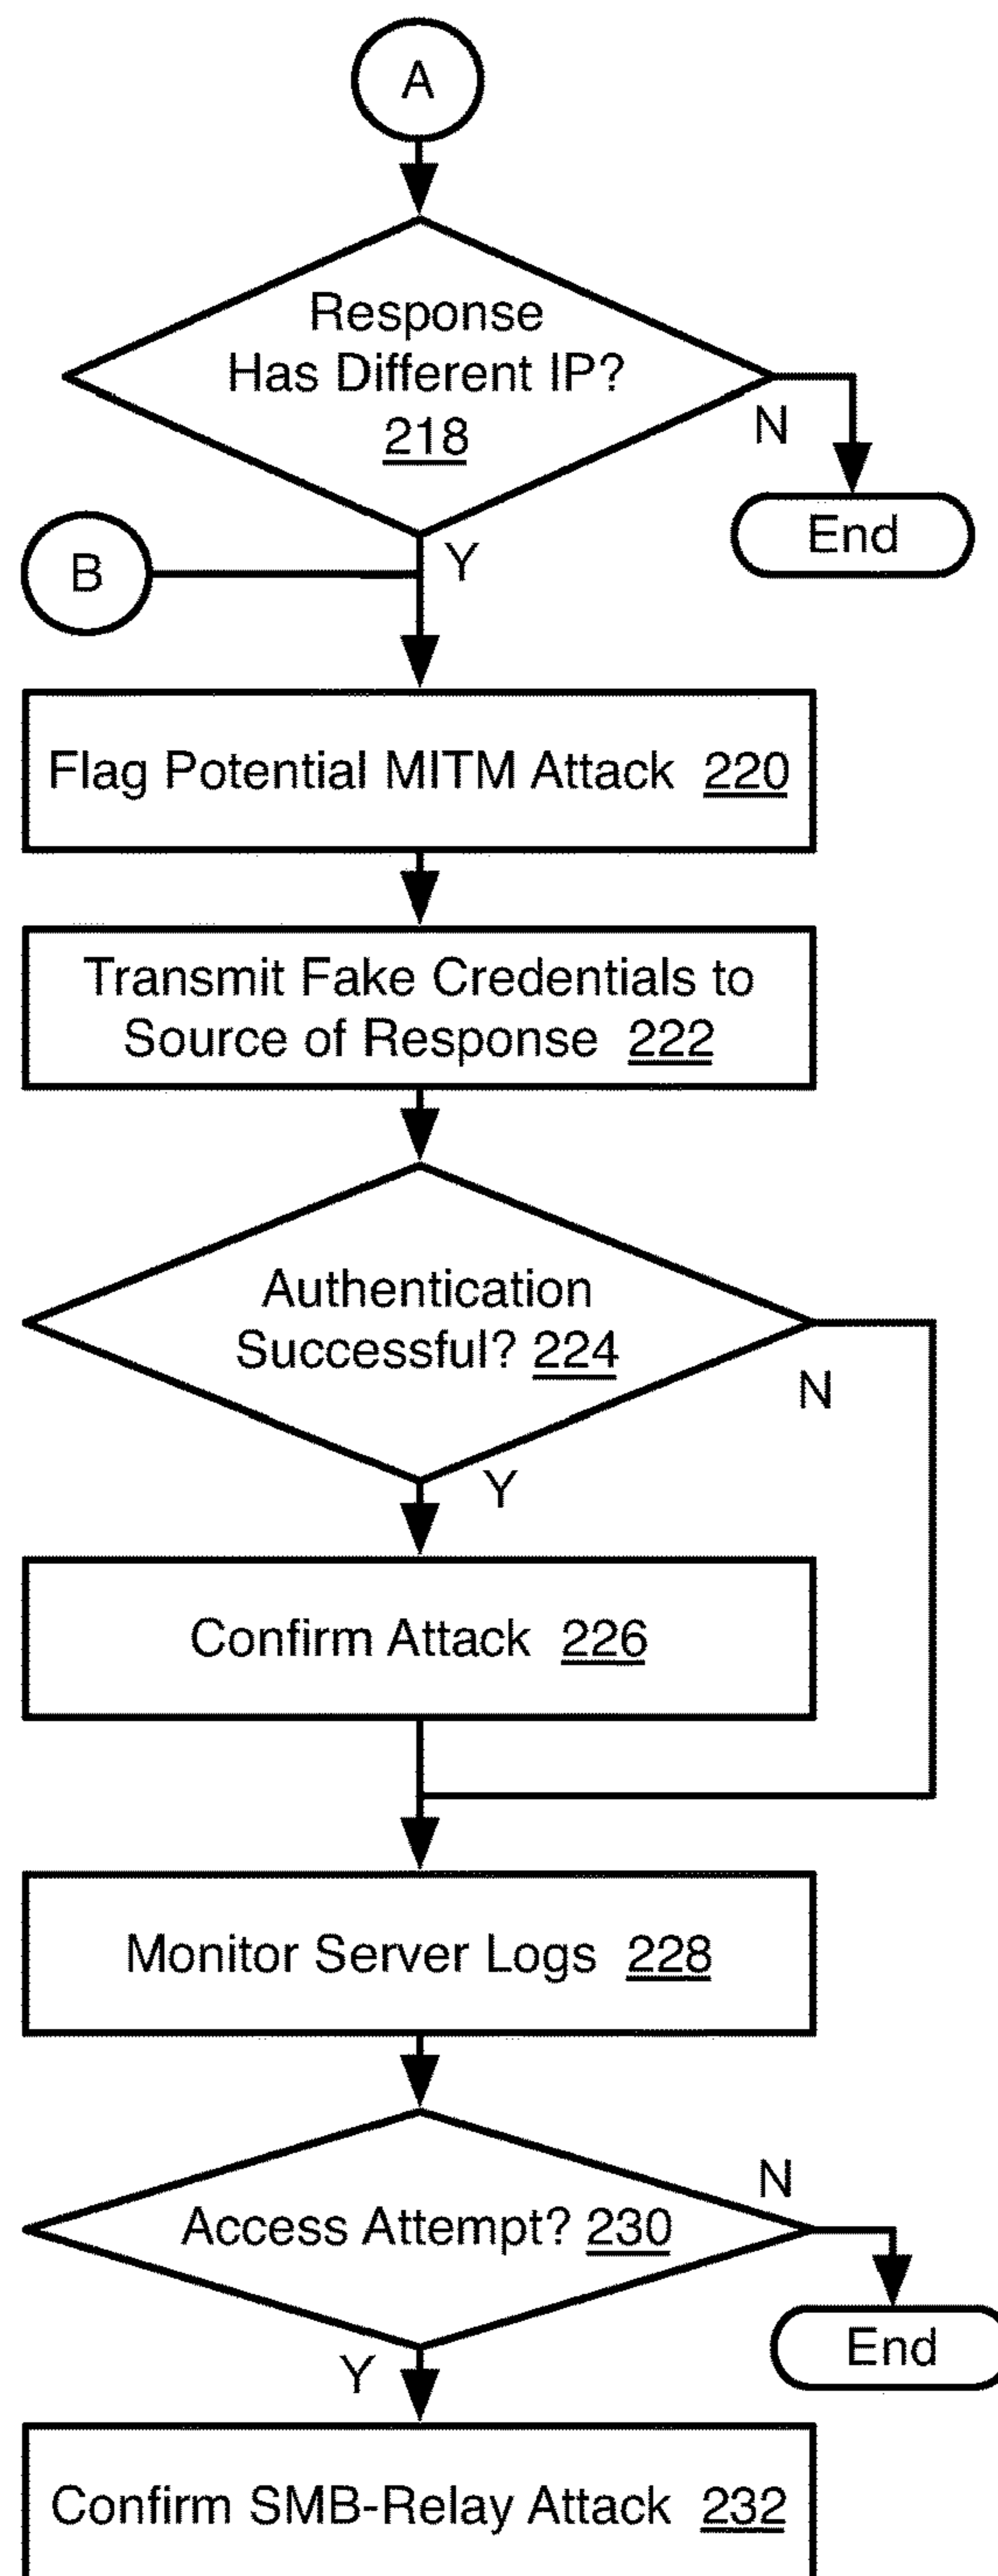 A
Response
Has Different IP?
218
N
End
B
Y
Flag Potential MITM Attack 220
Transmit Fake Credentials to
Source of Response 222
Authentication
Successful? 224
N
Y
Confirm Attack 226
Monitor Server Logs 228
N
Access Attempt? 230
End
Y
Confirm SMB-Relay Attack 232